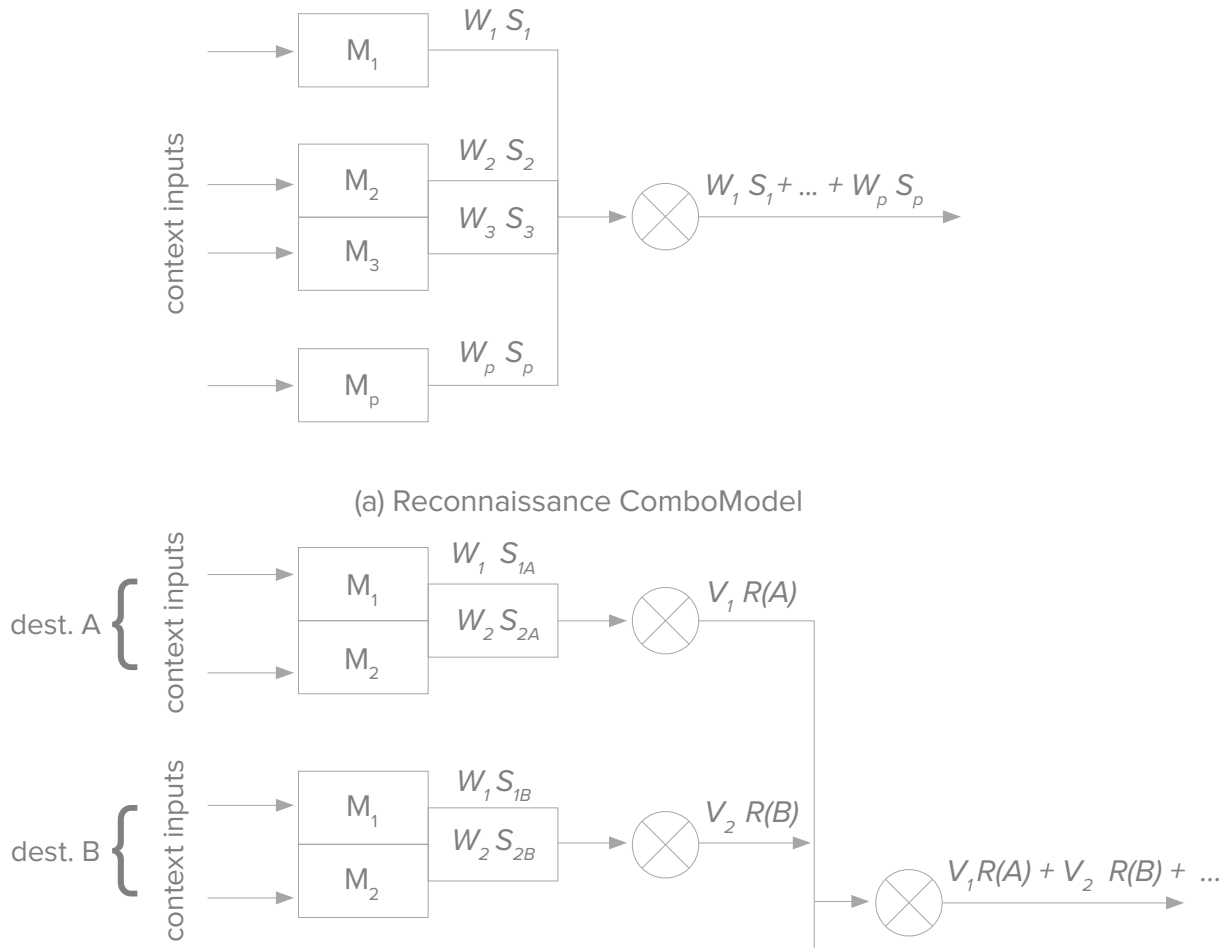 W₁ S₁
M₁
context inputs
W₂ S₂
M₂
W₃ S₃
M₃
W₁ S₁ + ... + Wₚ Sₚ
Wₚ Sₚ
Mₚ
(a) Reconnaissance ComboModel
dest. A {
context inputs
W₁ S₁A
M₁
W₂ S₂A
M₂
V₁ R(A)
dest. B {
context inputs
W₁ S₁B
M₁
W₂ S₂B
M₂
V₂ R(B)
V₁ R(A) + V₂ R(B) + ...